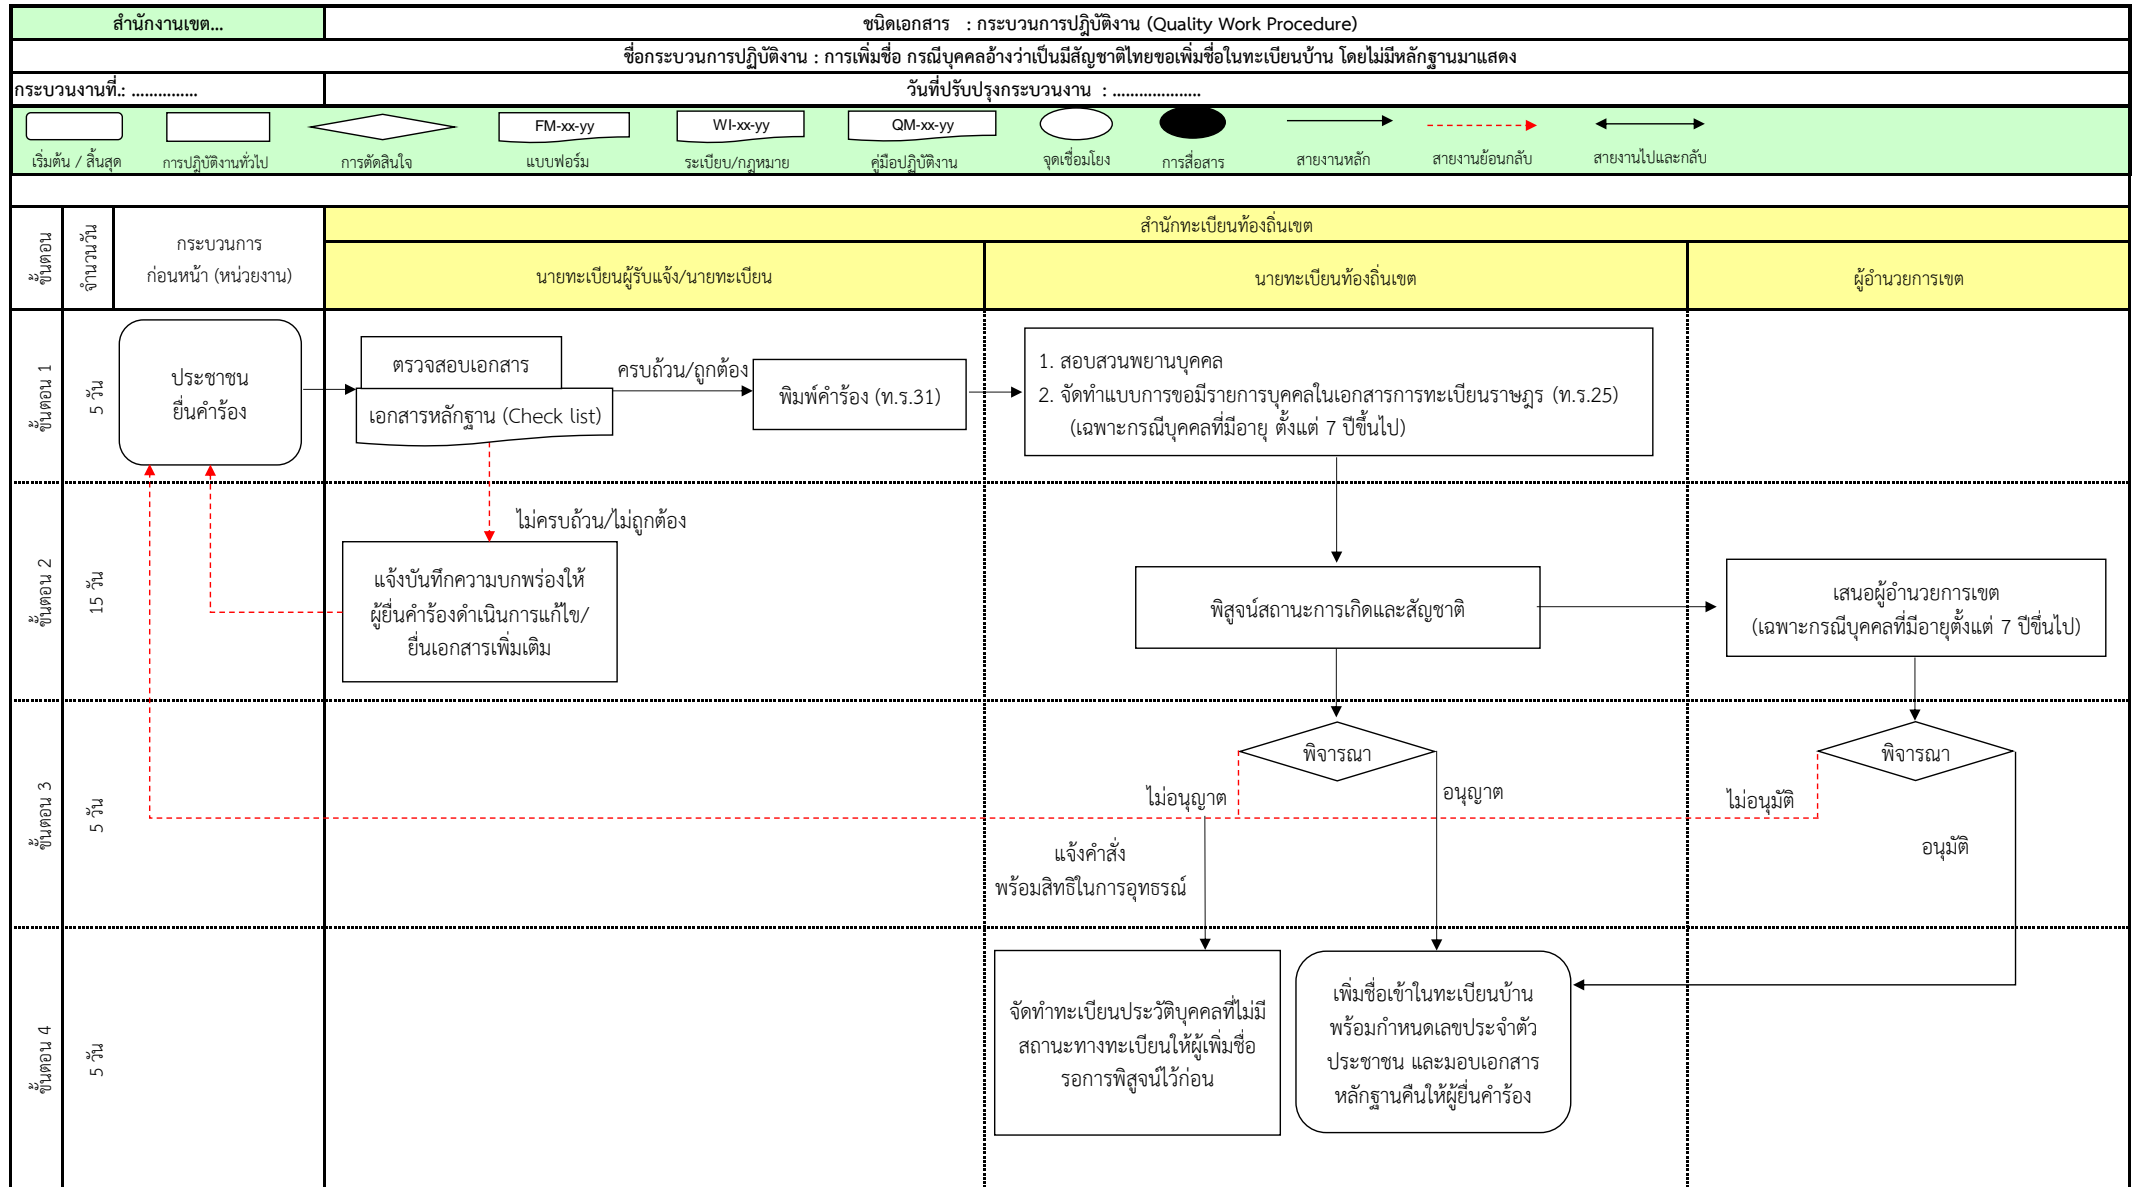 สำนักงานเขต...
ชนิดเอกสาร : กระบวนการปฎิบัติงาน (Quality Work Procedure)
ชื่อกระบวนการปฏิบัติงาน : การเพิ่มชื่อ กรณีบุคคลอ้างว่าเป็นมีสัญชาติไทยขอเพิ่มชื่อในทะเบียนบ้าน โดยไม่มีหลักฐานมาแสดง
กระบวนงานที่.: ...............
วันที่ปรับปรุงกระบวนงาน : ....................
FM-xx-yy
WI-xx-yy
QM-xx-yy
เริ่มต้น / สิ้นสุด
การปฎิบัติงานทั่วไป
การตัดสินใจ
แบบฟอร์ม
ระเบียบ/กฎหมาย
คู่มือปฏิบัติงาน
จุดเชื่อมโยง
การสื่อสาร
สายงานหลัก
สายงานย้อนกลับ
สายงานไปและกลับ
ขั้นตอน
จำนวนวัน
กระบวนการ
ก่อนหน้า (หน่วยงาน)
สำนักทะเบียนท้องถิ่นเขต
นายทะเบียนผู้รับแจ้ง/นายทะเบียน
นายทะเบียนท้องถิ่นเขต
ผู้อำนวยการเขต
ขั้นตอน 1
5 วัน
ประชาชน
ยื่นคำร้อง
ตรวจสอบเอกสาร
เอกสารหลักฐาน (Check list)
ครบถ้วน/ถูกต้อง
พิมพ์คำร้อง (ท.ร.31)
1. สอบสวนพยานบุคคล
2. จัดทำแบบการขอมีรายการบุคคลในเอกสารการทะเบียนราษฎร (ท.ร.25)
(เฉพาะกรณีบุคคลที่มีอายุ ตั้งแต่ 7 ปีขึ้นไป)
ขั้นตอน 2
15 วัน
ไม่ครบถ้วน/ไม่ถูกต้อง
แจ้งบันทึกความบกพร่องให้
ผู้ยื่นคำร้องดำเนินการแก้ไข/
ยื่นเอกสารเพิ่มเติม
พิสูจน์สถานะการเกิดและสัญชาติ
เสนอผู้อำนวยการเขต
(เฉพาะกรณีบุคคลที่มีอายุตั้งแต่ 7 ปีขึ้นไป)
ขั้นตอน 3
5 วัน
พิจารณา
พิจารณา
ไม่อนุญาต
อนุญาต
ไม่อนุมัติ
อนุมัติ
แจ้งคำสั่ง
พร้อมสิทธิในการอุทธรณ์
ขั้นตอน 4
5 วัน
จัดทำทะเบียนประวัติบุคคลที่ไม่มี
สถานะทางทะเบียนให้ผู้เพิ่มชื่อ
รอการพิสูจน์ไว้ก่อน
เพิ่มชื่อเข้าในทะเบียนบ้าน
พร้อมกำหนดเลขประจำตัว
ประชาชน และมอบเอกสาร
หลักฐานคืนให้ผู้ยื่นคำร้อง